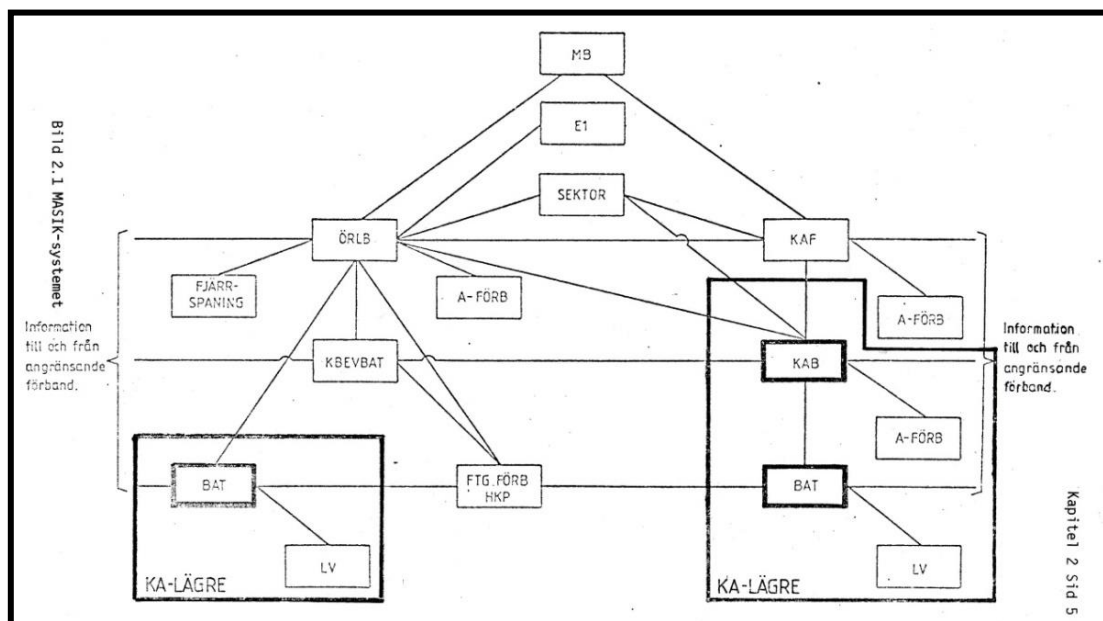 MB
E1
SEKTOR
ÖRLB
KAF
FJÄRR-
SPANING
A-FÖRB
A-FÖRB
KBEVBAT
KAB
A-FÖRB
BAT
FTG.FÖRB
HKP
BAT
LV
LV
KA-LÄGRE
KA-LÄGRE
Bild 2.1 MASIK-systemet
Information
till och från
angränsande
förband.
Information
till och från
angränsande
förband.
Kapitel 2 Sid 5